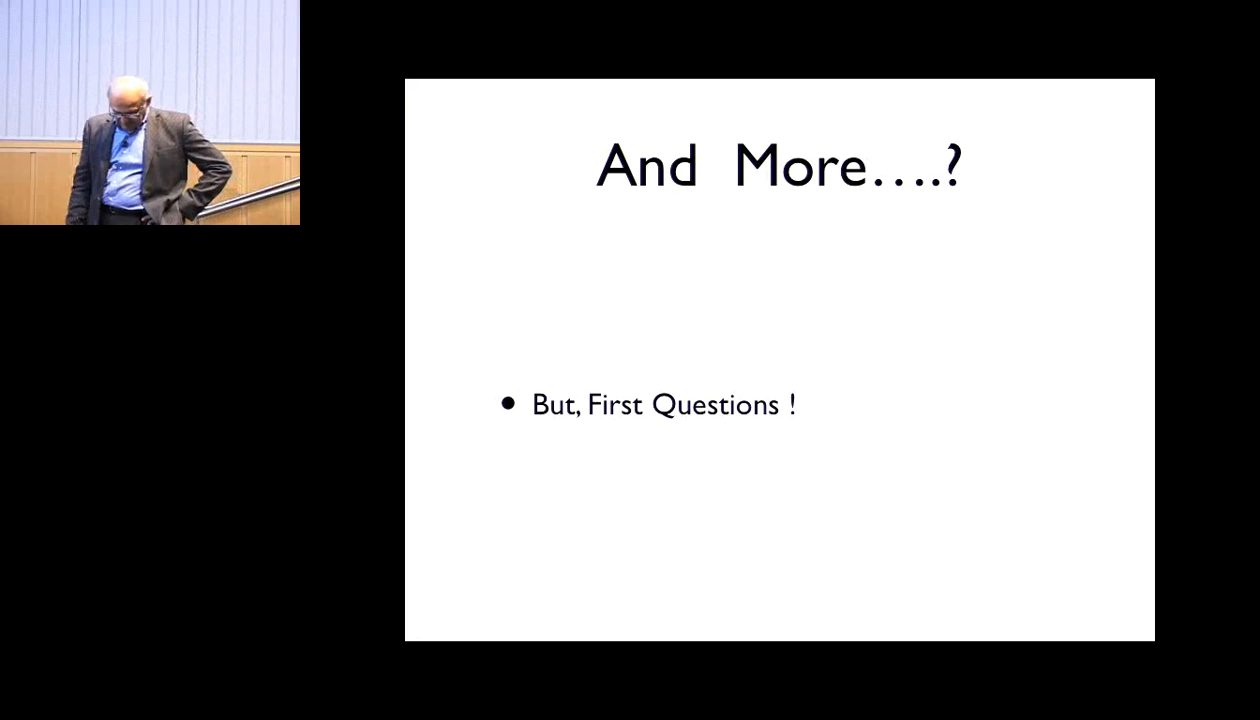 And More....?
• But, First Questions !